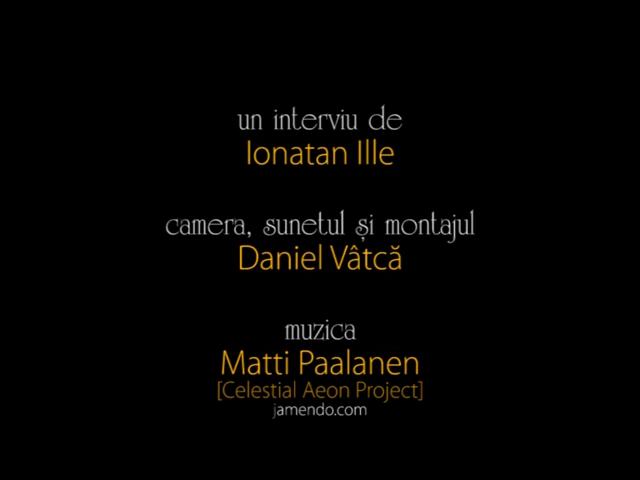 un interviu de
Ionatan Ille
camera, sunetul și montajul
Daniel Vâtcă
muzica
Matti Paalanen
[Celestial Aeon Project]
jamendo.com